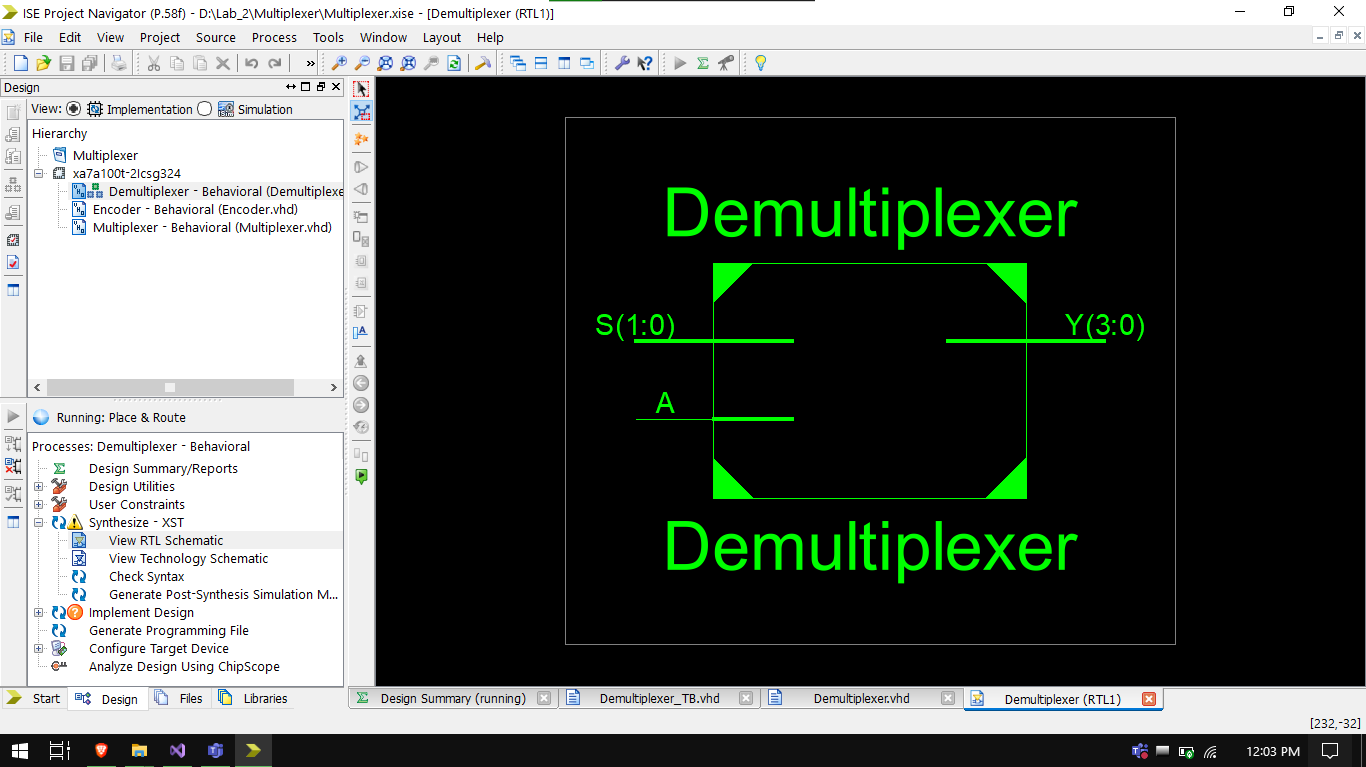 ISE Project Navigator (P.58f) - D:\Lab_2\Multiplexer\Multiplexer.xise - [Demultiplexer (RTL1)]
File Edit View Project Source Process Tools Window Layout Help
Design
View: Implementation Simulation
Hierarchy
Multiplexer
xa7a100t-2Icsg324
Demultiplexer - Behavioral (Demultiplexe
Encoder - Behavioral (Encoder.vhd)
Multiplexer - Behavioral (Multiplexer.vhd)
Running: Place & Route
Processes: Demultiplexer - Behavioral
Design Summary/Reports
Design Utilities
User Constraints
Synthesize - XST
View RTL Schematic
View Technology Schematic
Check Syntax
Generate Post-Synthesis Simulation M...
Implement Design
Generate Programming File
Configure Target Device
Analyze Design Using ChipScope
Start Design Files Libraries
Demultiplexer
S(1:0) Y(3:0)
A
Demultiplexer
Design Summary (running) Demultiplexer_TB.vhd Demultiplexer.vhd Demultiplexer (RTL1)
[232,-32]
12:03 PM